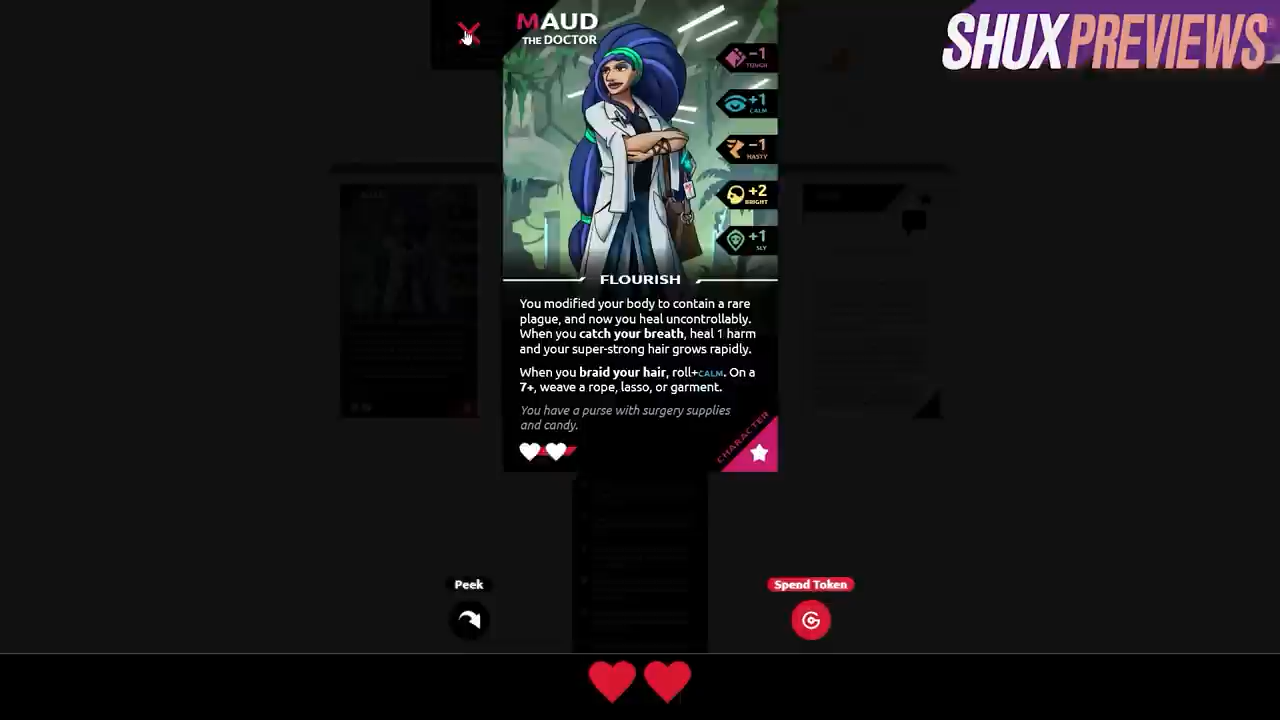 SHUX PREVIEWS
MAUD
THE DOCTOR
-1
TOUGH
+1
CALM
-1
NASTY
+2
BRIGHT
+1
SLY
FLOURISH
You modified your body to contain a rare
plague, and now you heal uncontrollably.
When you catch your breath, heal 1 harm
and your super-strong hair grows rapidly.
When you braid your hair, roll+CALM. On a
7+, weave a rope, lasso, or garment.
You have a purse with surgery supplies
and candy.
CHARACTER
Peek
Spend Token